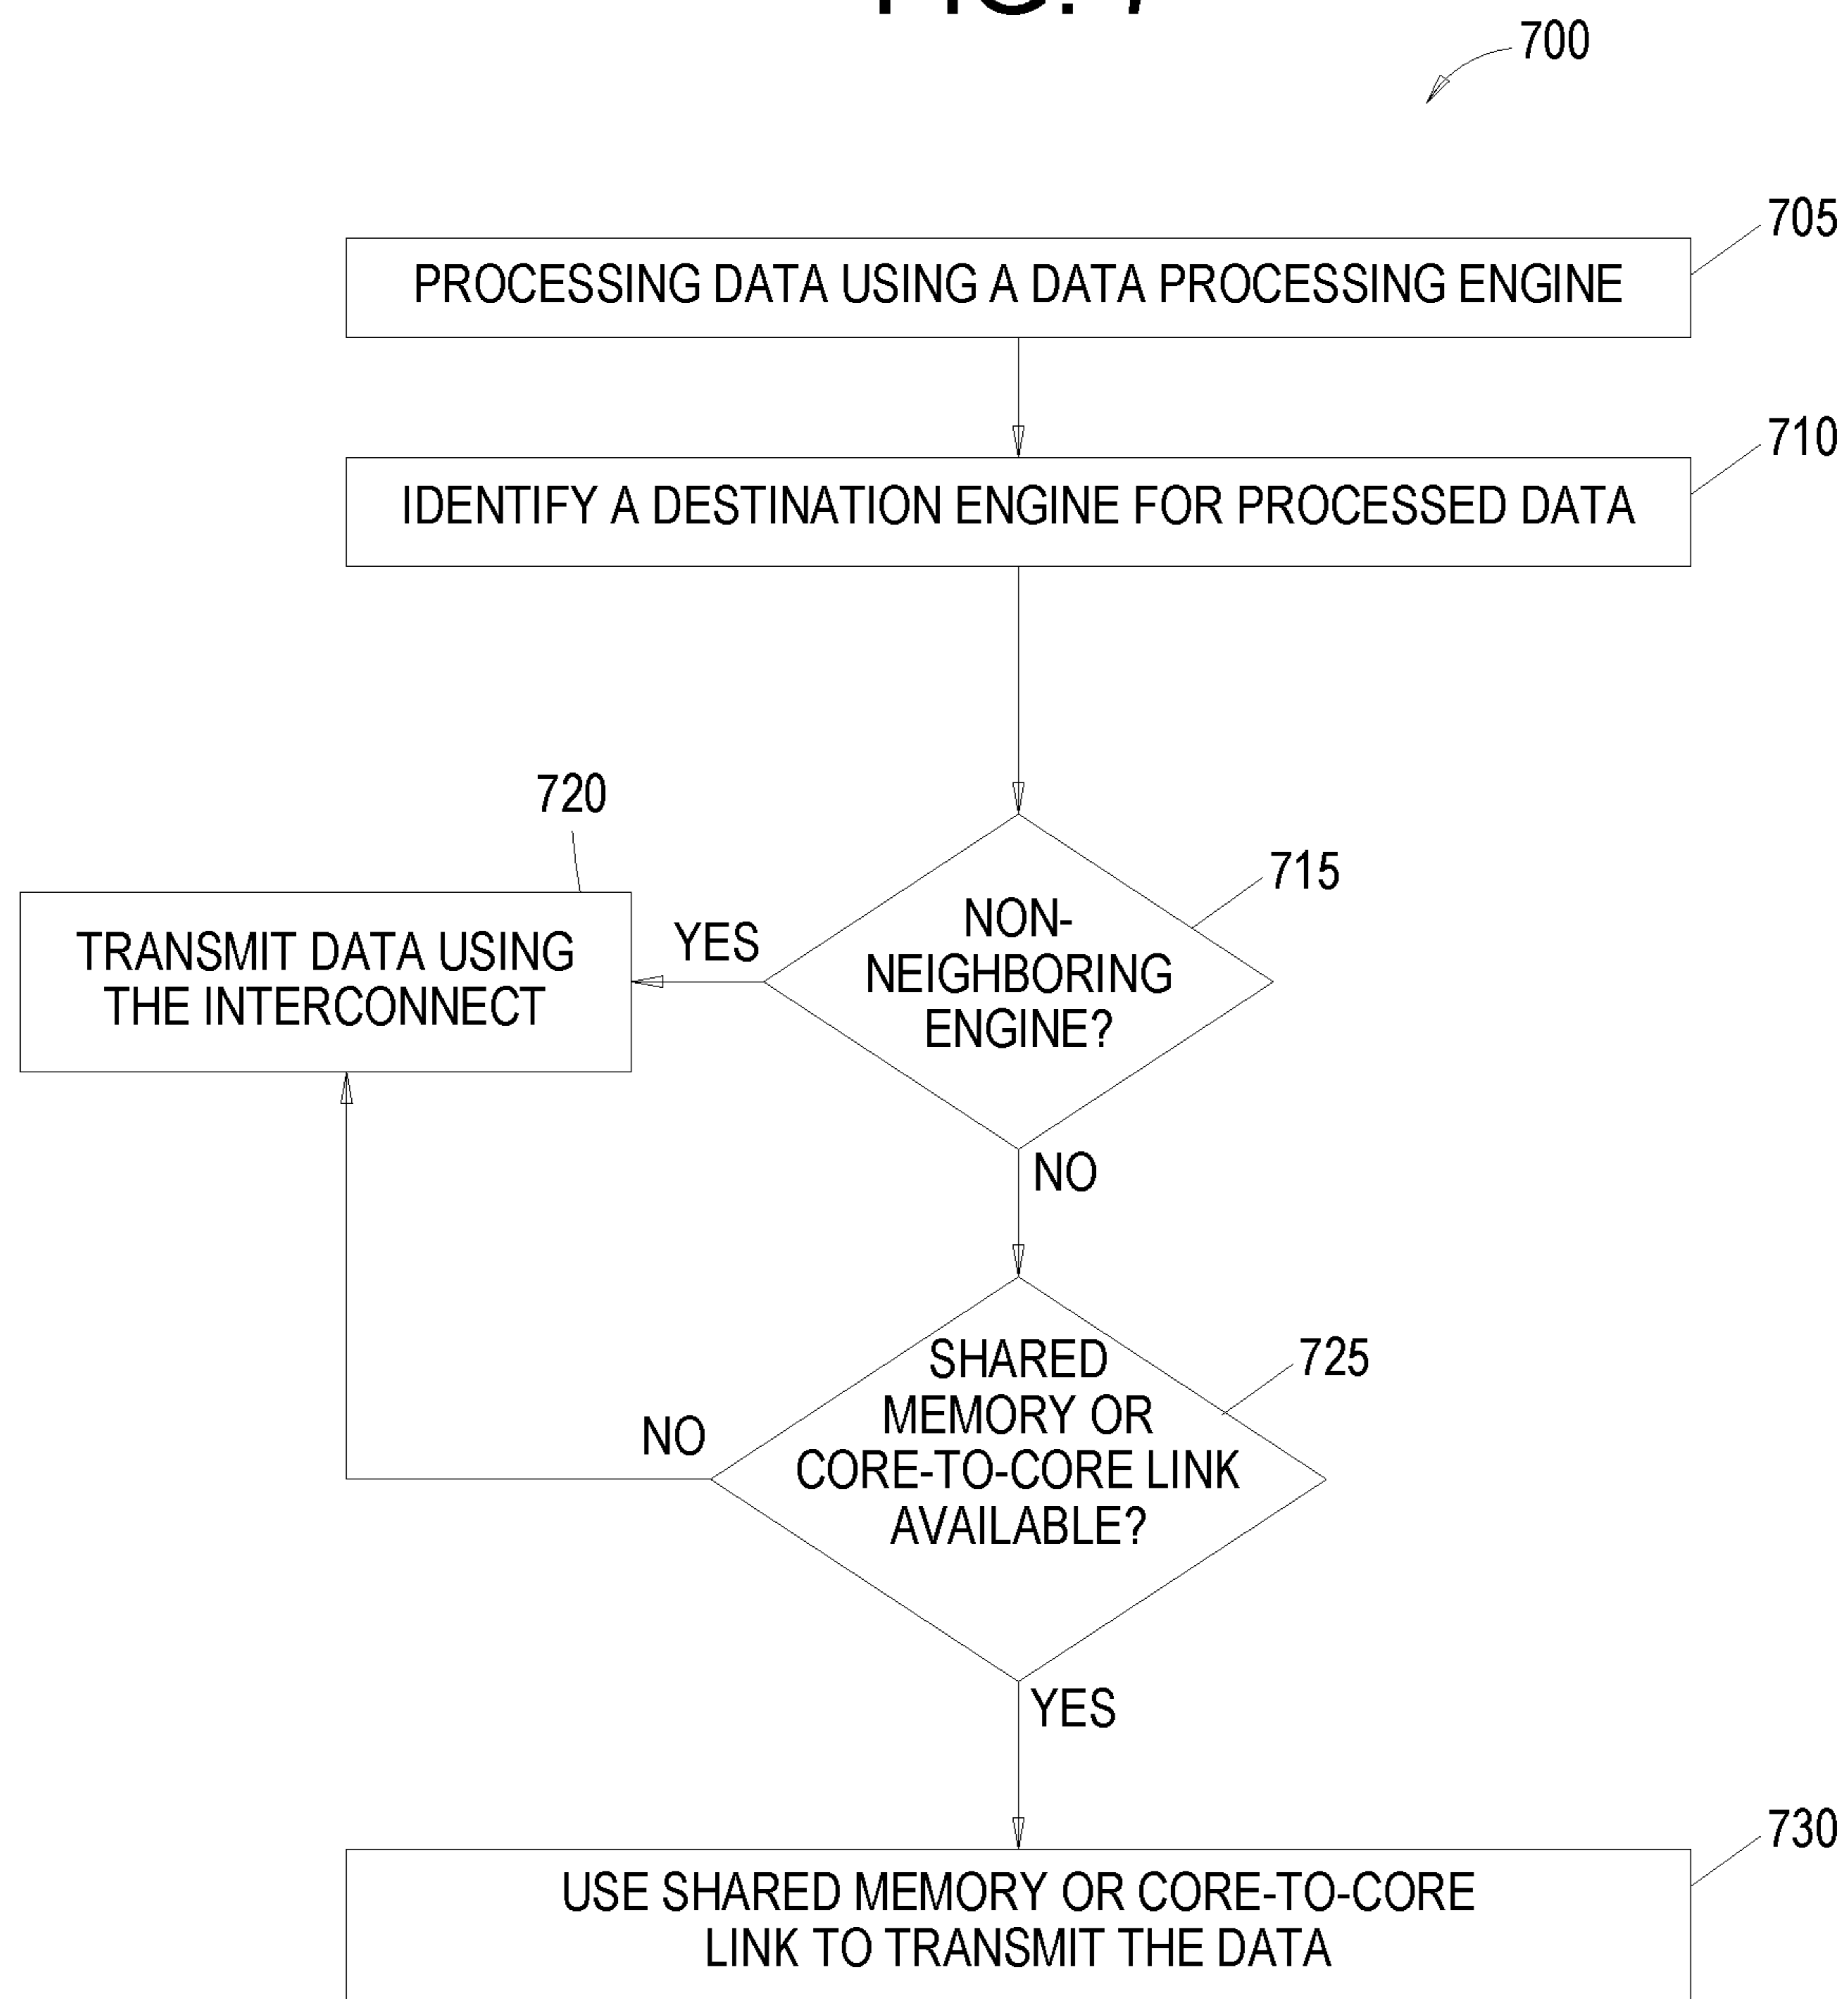 FIG. 7
700
705
PROCESSING DATA USING A DATA PROCESSING ENGINE
710
IDENTIFY A DESTINATION ENGINE FOR PROCESSED DATA
720
715
NON-
NEIGHBORING
ENGINE?
YES
TRANSMIT DATA USING
THE INTERCONNECT
NO
725
SHARED
MEMORY OR
CORE-TO-CORE LINK
AVAILABLE?
NO
YES
730
USE SHARED MEMORY OR CORE-TO-CORE
LINK TO TRANSMIT THE DATA